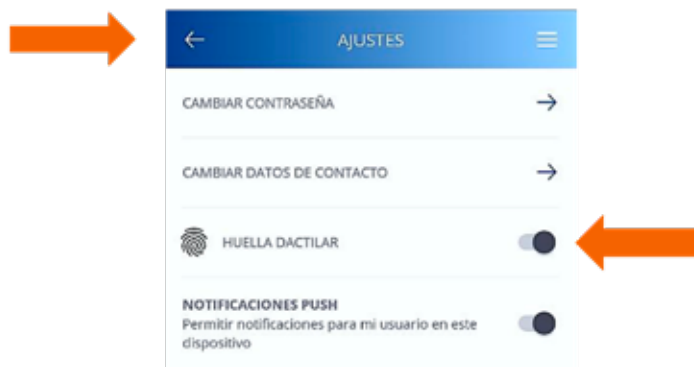 AJUSTES
CAMBIAR CONTRASEÑA
CAMBIAR DATOS DE CONTACTO
HUELLA DACTILAR
NOTIFICACIONES PUSH
Permitir notificaciones para mi usuario en este
dispositivo